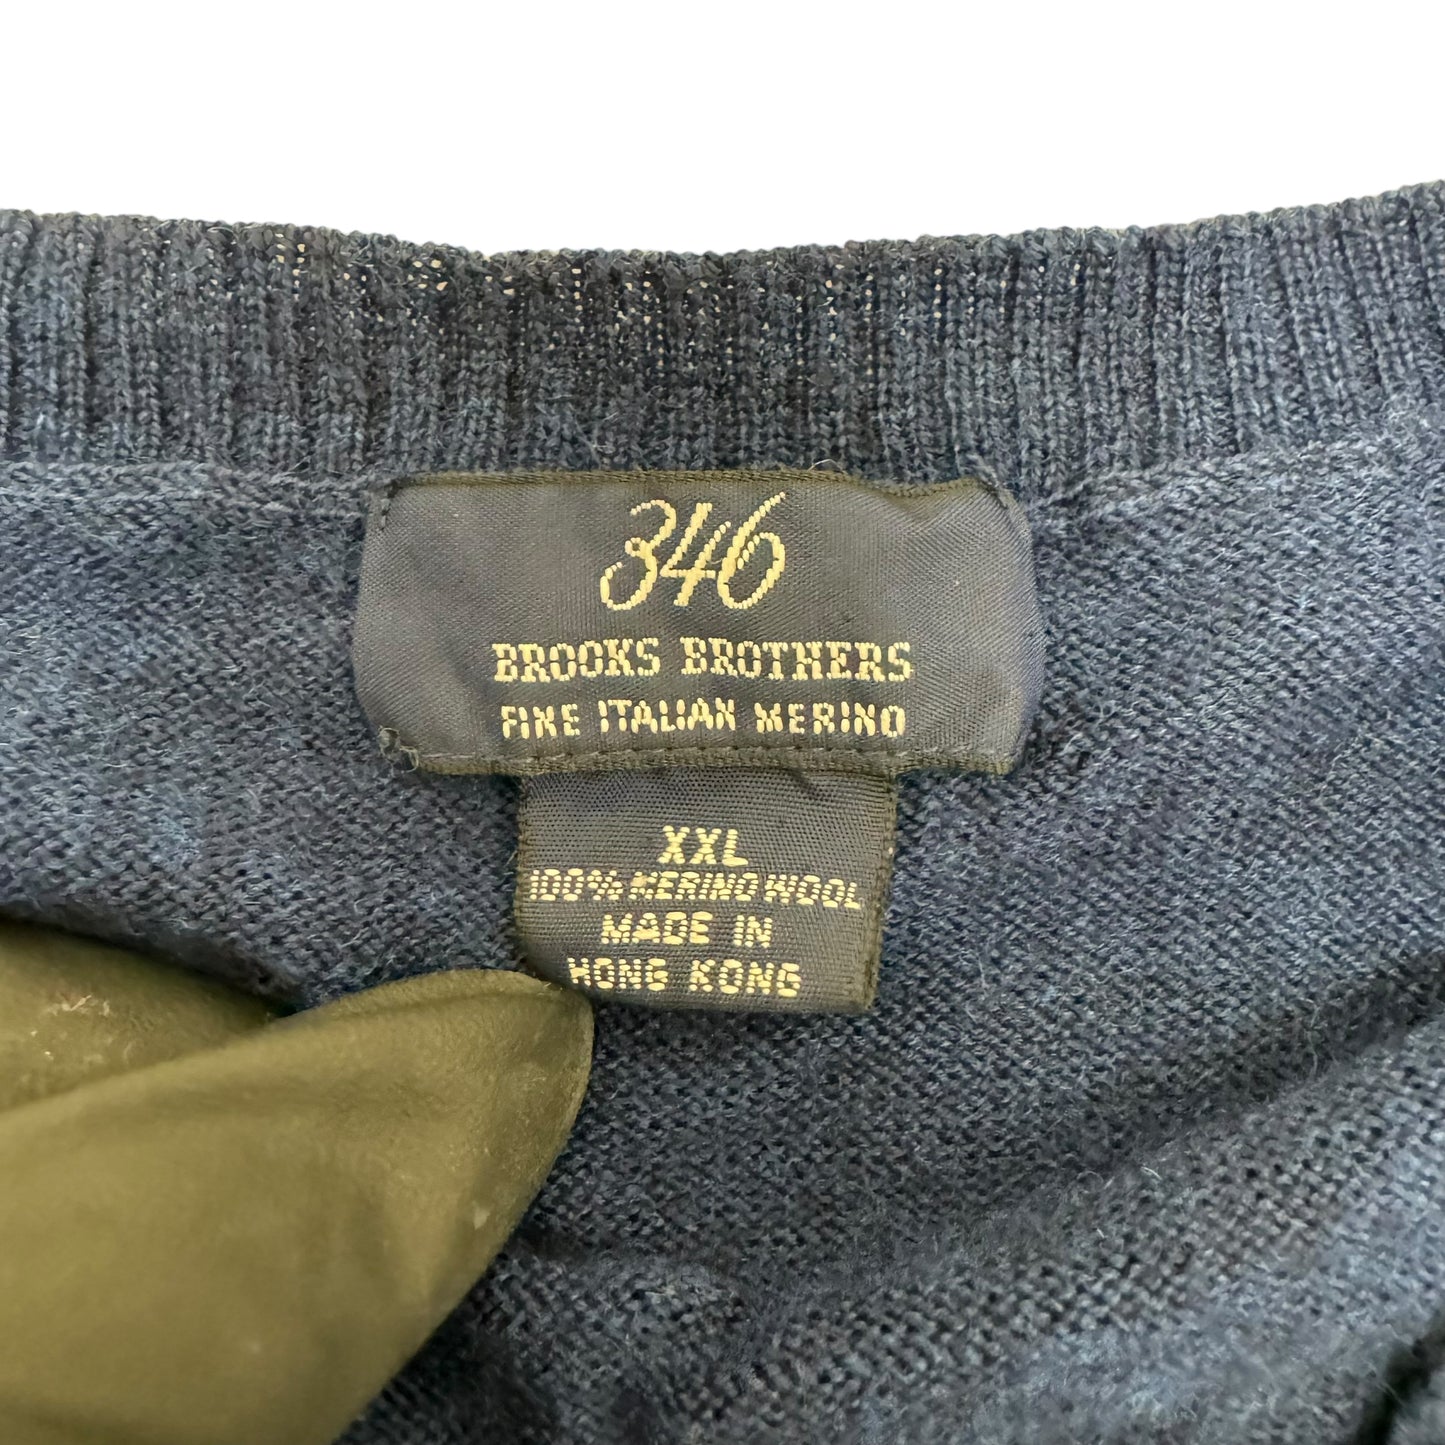 346
BROOKS BROTHERS
FINE ITALIAN MERINO
XXL
100% MERINO WOOL
MADE IN
HONG KONG